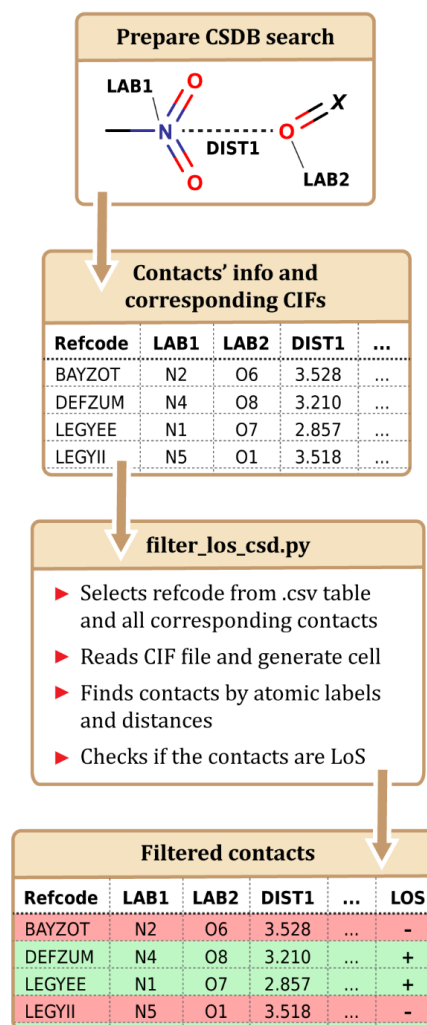 Prepare CSDB search
LAB1
O
X
N
O
DIST1
O
LAB2
Contacts’ info and
corresponding CIFs
Refcode LAB1 LAB2 DIST1 ...
BAYZOT N2 O6 3.528 ...
DEFZUM N4 O8 3.210 ...
LEGYEE N1 O7 2.857 ...
LEGYII N5 O1 3.518 ...
filter_los_csd.py
► Selects refcode from .csv table
and all corresponding contacts
► Reads CIF file and generate cell
► Finds contacts by atomic labels
and distances
► Checks if the contacts are LoS
Filtered contacts
Refcode LAB1 LAB2 DIST1 ... LOS
BAYZOT N2 O6 3.528 ... –
DEFZUM N4 O8 3.210 ... +
LEGYEE N1 O7 2.857 ... +
LEGYII N5 O1 3.518 ... –